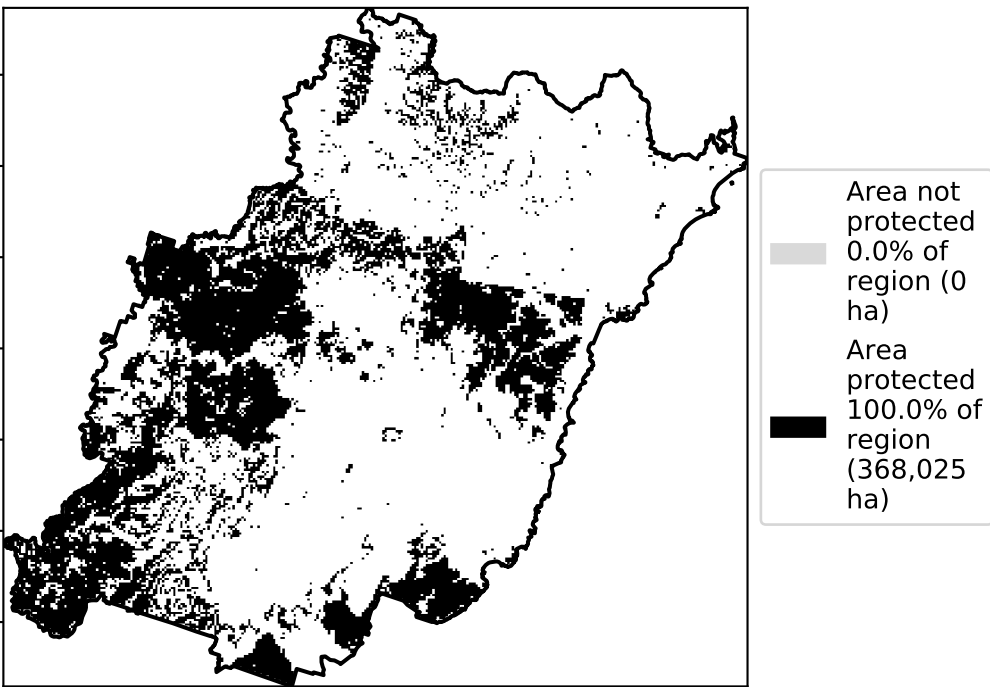 Area not
protected
0.0% of
region (0
ha)
Area
protected
100.0% of
region
(368,025
ha)